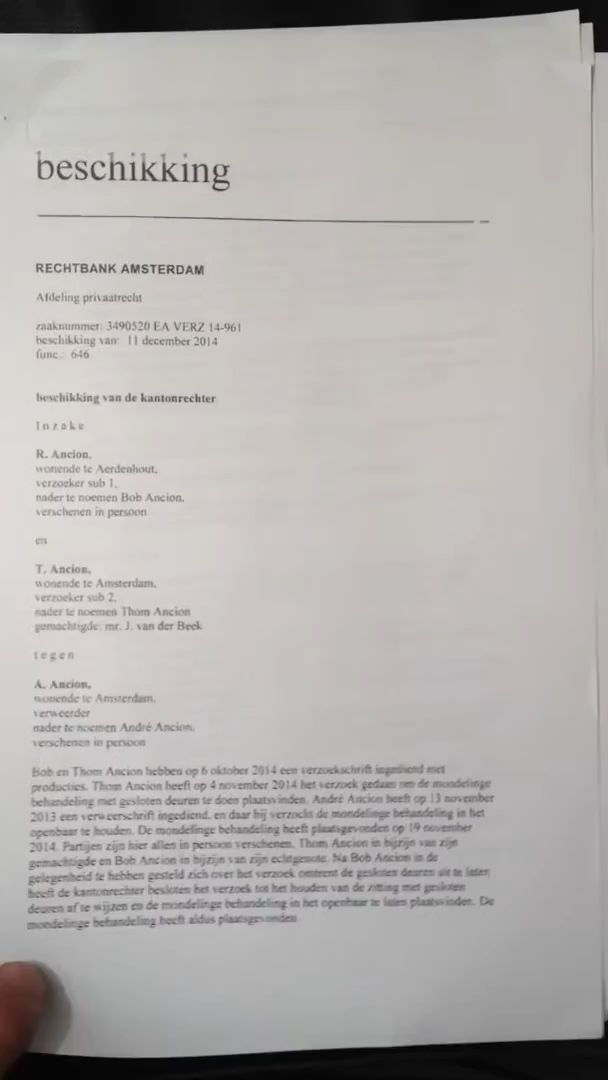 beschikking
RECHTBANK AMSTERDAM
Afdeling privaatrecht
zaaknummer: 3490520 EA VERZ 14-961
beschikking van: 11 december 2014
func.: 646
beschikking van de kantonrechter
Inzake
R. Ancion,
wonende te Aerdenhout,
verzoeker sub 1,
nader te noemen Bob Ancion,
verschenen in persoon
en
T. Ancion,
wonende te Amsterdam,
verzoeker sub 2,
nader te noemen Thom Ancion
gemachtigde: mr. J. van der Beek
tegen
A. Ancion,
wonende te Amsterdam,
verweerder
nader te noemen André Ancion,
verschenen in persoon
Bob en Thom Ancion hebben op 6 oktober 2014 een verzoekschrift ingediend met
producties. Thom Ancion heeft op 4 november 2014 het verzoek gedaan om de mondelinge
behandeling met gesloten deuren te doen plaatsvinden. André Ancion heeft op 13 november
2013 een verweerschrift ingediend, en daar bij verzocht de mondelinge behandeling in het
openbaar te houden. De mondelinge behandeling heeft plaatsgevonden op 19 november
2014. Partijen zijn hier allen in persoon verschenen, Thom Ancion in bijzijn van zijn
gemachtigde en Bob Ancion in bijzijn van zijn echtgenote. Na Bob Ancion in de
gelegenheid te hebben gesteld zich over het verzoek omtrent de gesloten deuren uit te laten,
heeft de kantonrechter besloten het verzoek tot het houden van de zitting met gesloten
deuren af te wijzen en de mondelinge behandeling in het openbaar te laten plaatsvinden. De
mondelinge behandeling heeft aldus plaatsgevonden.